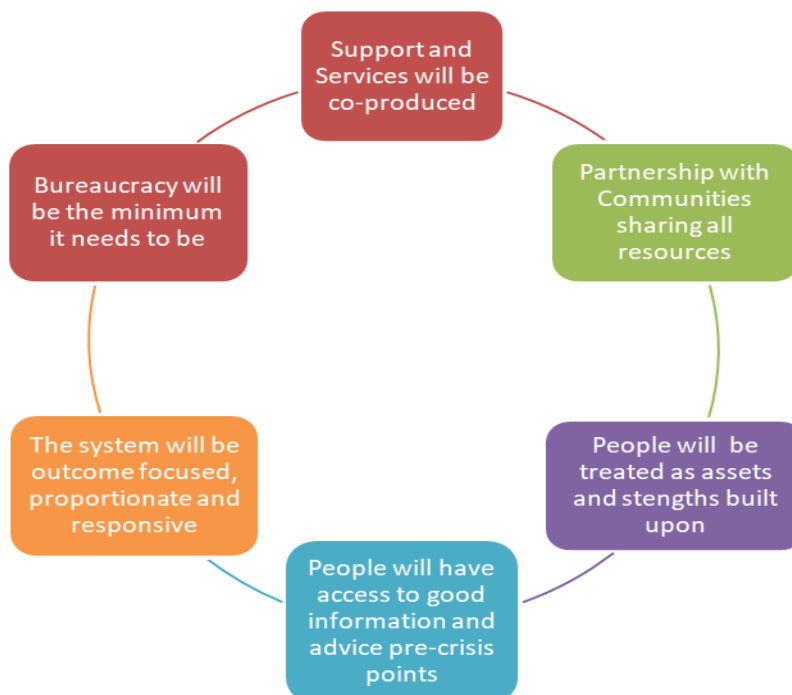 Support and
Services will be
co-produced
Partnership with
Communities
sharing all
resources
People will be
treated as assets
and stengths built
upon
People will have
access to good
information and
advice pre-crisis
points
The system will be
outcome focused,
proportionate and
responsive
Bureaucracy will
be the minimum
it needs to be